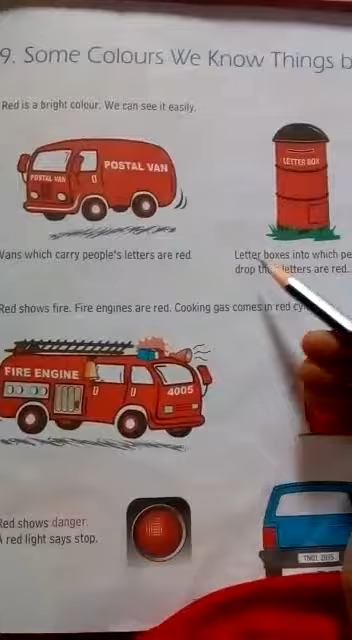 9. Some Colours We Know Things b
Red is a bright colour. We can see it easily.
POSTAL VAN
POSTAL VAN
LETTER BOX
Vans which carry people's letters are red
Letter boxes into which pe
drop letters are red.
Red shows fire. Fire engines are red. Cooking gas comes in red cy
FIRE ENGINE
4005
Red shows danger.
A red light says stop.